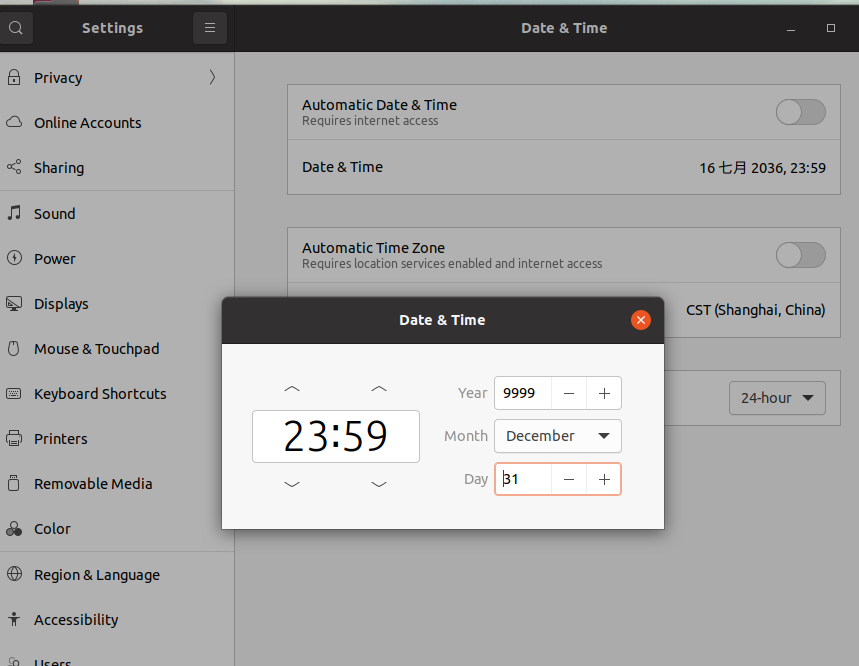 Settings
Date & Time
Privacy
Online Accounts
Sharing
Sound
Power
Displays
Mouse & Touchpad
Keyboard Shortcuts
Printers
Removable Media
Color
Region & Language
Accessibility
Users
Automatic Date & Time
Requires internet access
Date & Time
16 七月 2036, 23:59
Automatic Time Zone
Requires location services enabled and internet access
CST (Shanghai, China)
24-hour
Date & Time
23:59
Year 9999
Month December
Day 31